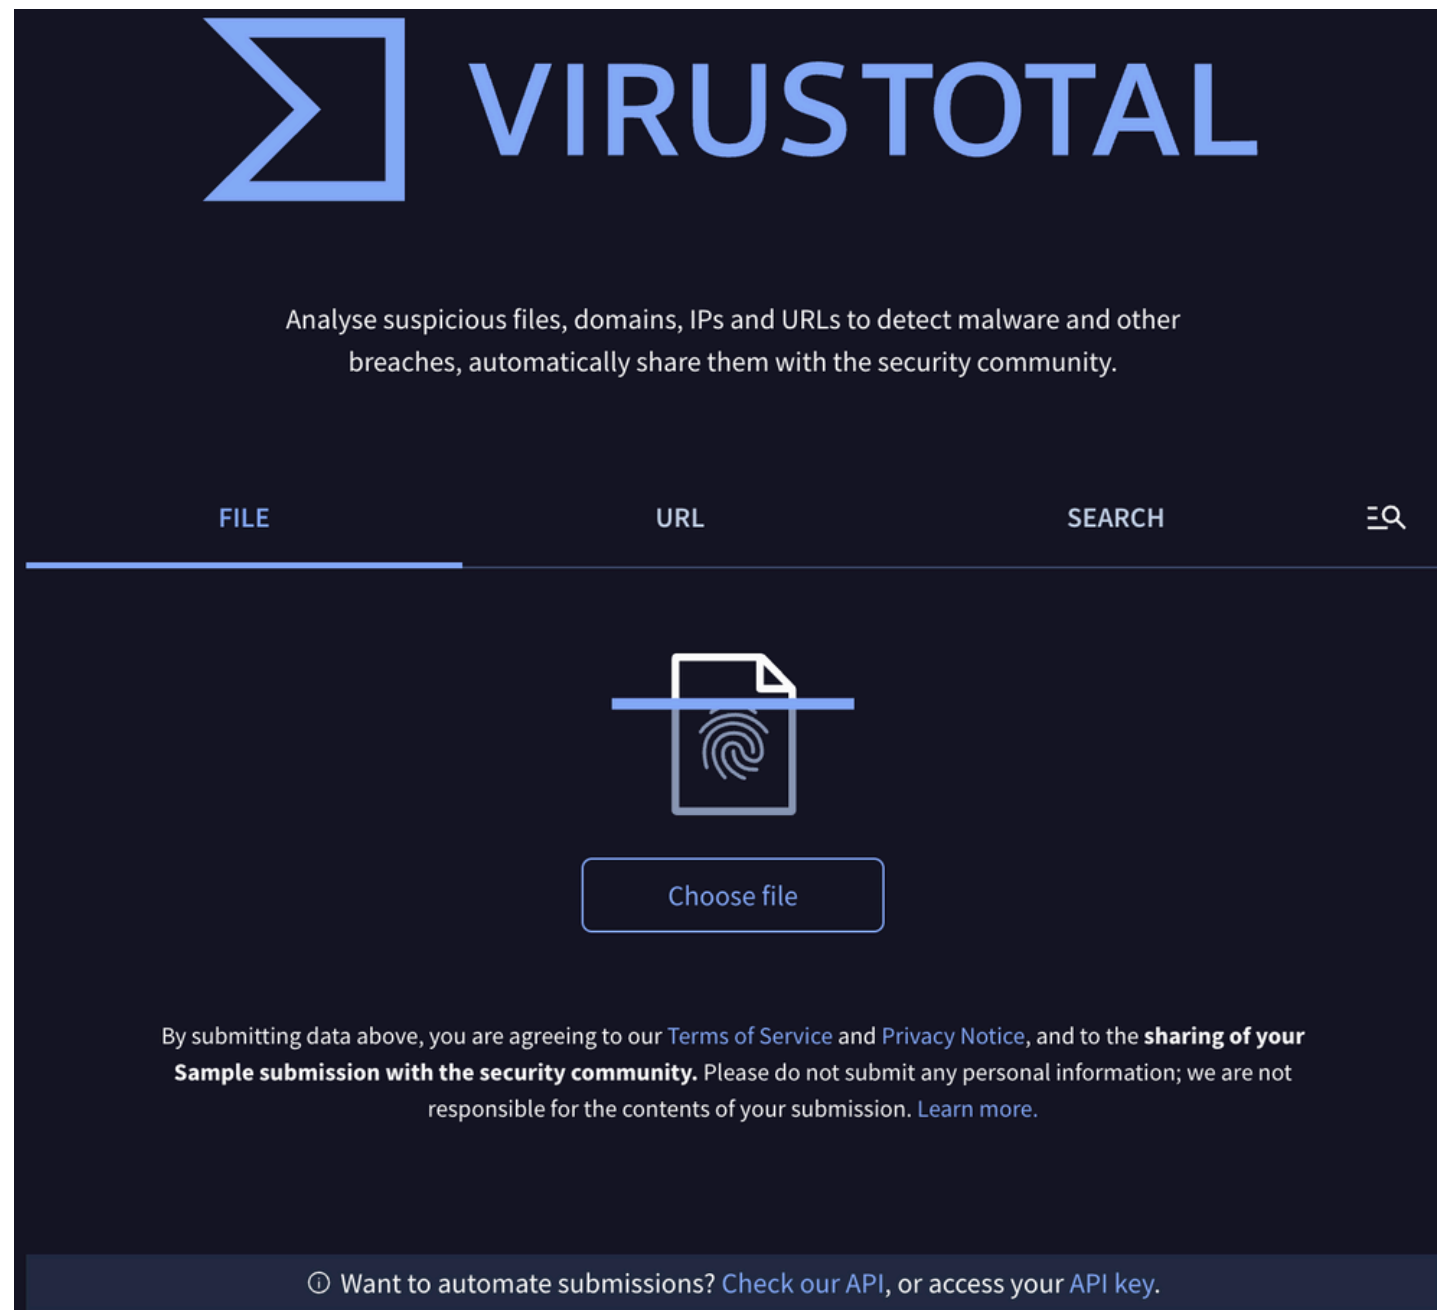 VIRUSTOTAL
Analyse suspicious files, domains, IPs and URLs to detect malware and other
breaches, automatically share them with the security community.
FILE
URL
SEARCH
Choose file
By submitting data above, you are agreeing to our Terms of Service and Privacy Notice, and to the sharing of your
Sample submission with the security community. Please do not submit any personal information; we are not
responsible for the contents of your submission. Learn more.
Want to automate submissions? Check our API, or access your API key.